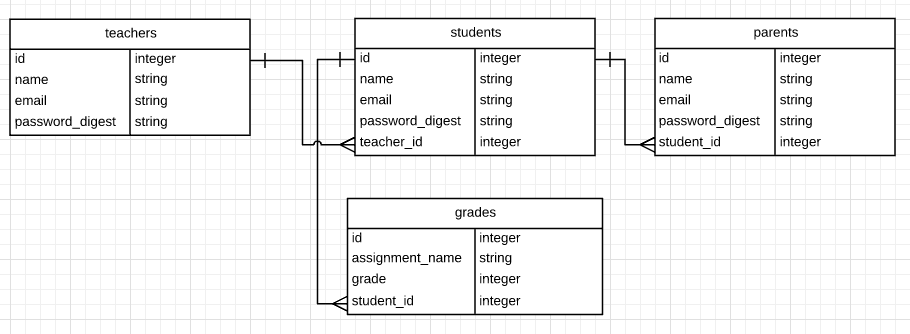 teachers
id integer
name string
email string
password_digest string
students
id integer
name string
email string
password_digest string
teacher_id integer
parents
id integer
name string
email string
password_digest string
student_id integer
grades
id integer
assignment_name string
grade integer
student_id integer